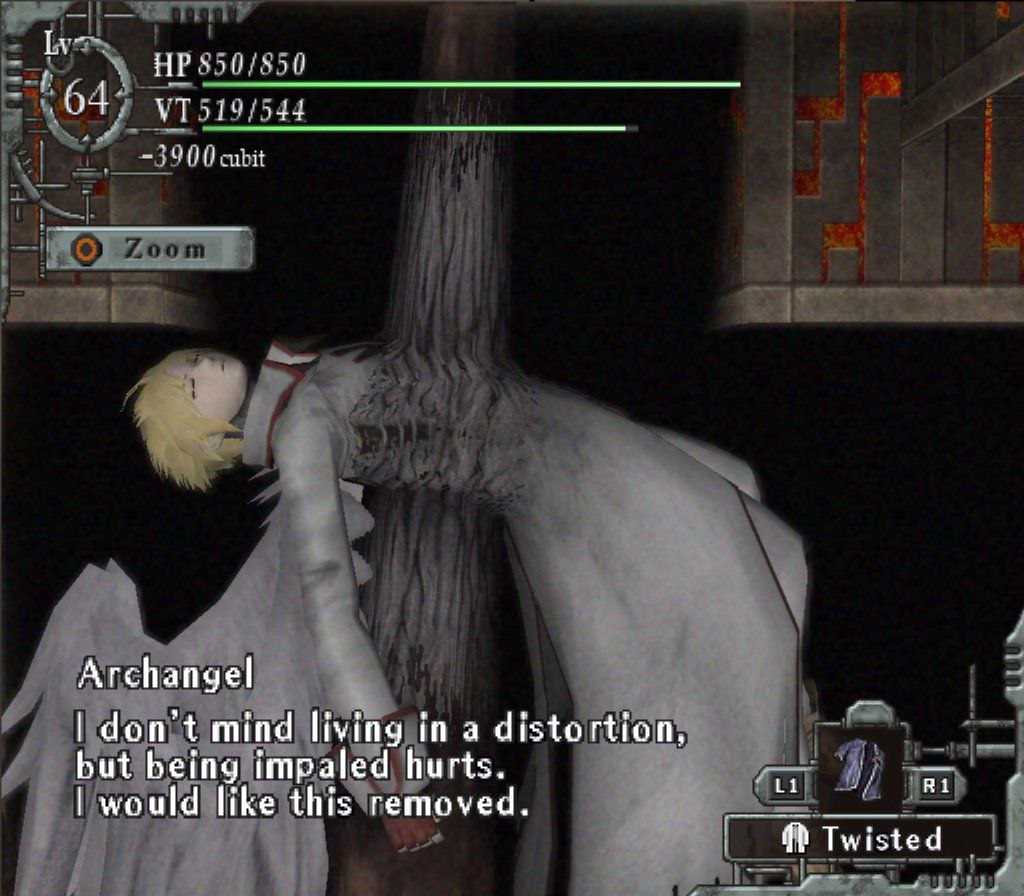 Lv
64
HP 850/850
VT 519/544
-3900 cubit
Zoom
Archangel
I don't mind living in a distortion,
but being impaled hurts.
I would like this removed.
L1
R1
Twisted